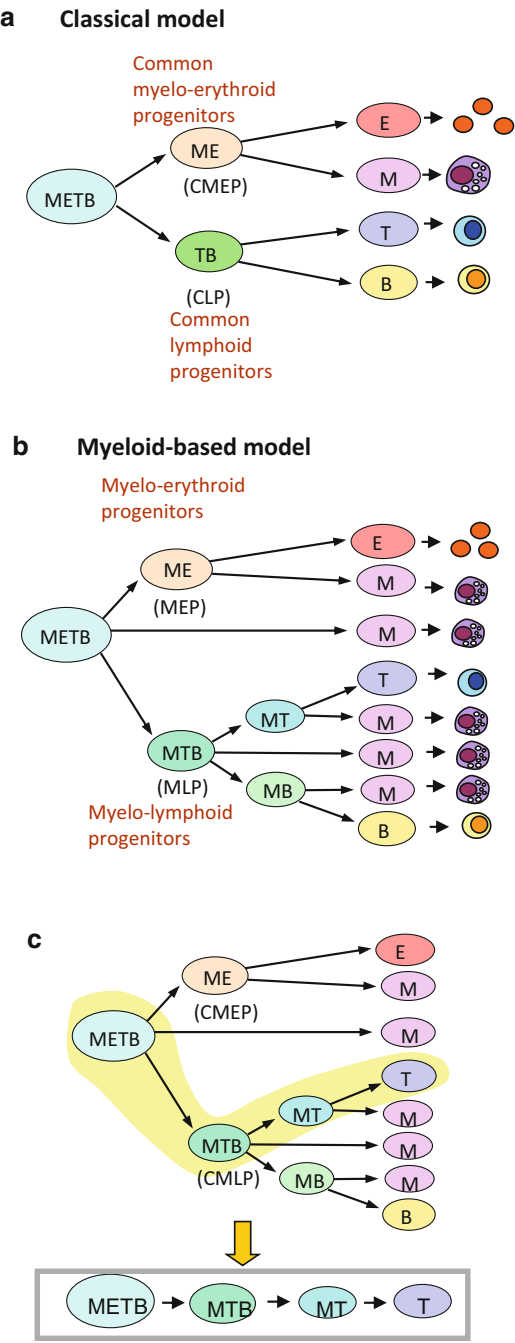 a Classical model
Common
myelo-erythroid
progenitors
E
ME
(CMEP)
M
METB
T
TB
B
(CLP)
Common
lymphoid
progenitors
b Myeloid-based model
Myelo-erythroid
progenitors
E
ME
M
(MEP)
METB
M
T
MT
M
MTB
M
(MLP)
MB
M
Myelo-lymphoid
progenitors
B
c
E
ME
M
(CMEP)
METB
M
T
MT
M
MTB
M
(CMLP)
MB
M
B
METB MTB MT T